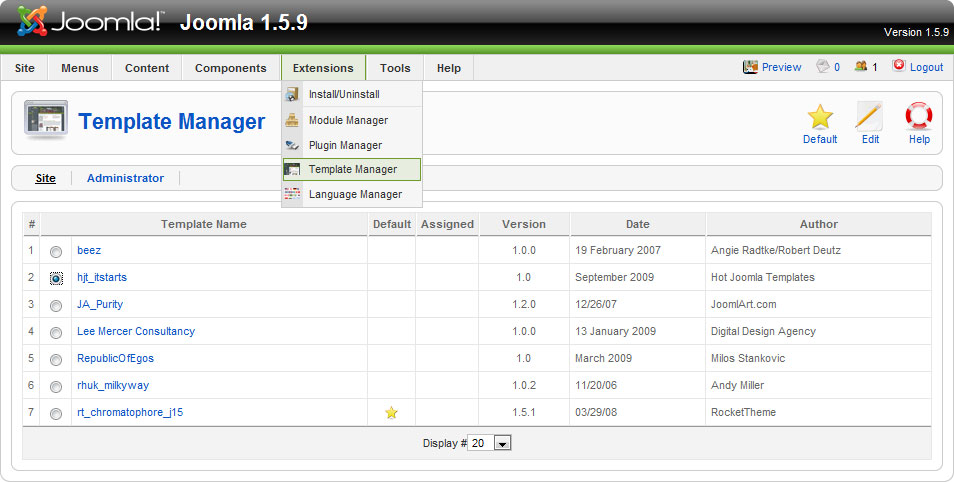 Joomla! Joomla 1.5.9
Version 1.5.9
Site Menus Content Components Extensions Tools Help Preview 0 1 Logout
Install/Uninstall
Module Manager
Plugin Manager
Template Manager
Language Manager
Template Manager
Default Edit Help
Site Administrator
# Template Name Default Assigned Version Date Author
1 beez 1.0.0 19 February 2007 Angie Radtke/Robert Deutz
2 hjt_itstarts 1.0 September 2009 Hot Joomla Templates
3 JA_Purity 1.2.0 12/26/07 JoomlArt.com
4 Lee Mercer Consultancy 1.0.0 13 January 2009 Digital Design Agency
5 RepublicOfEgos 1.0 March 2009 Milos Stankovic
6 rhuk_milkyway 1.0.2 11/20/06 Andy Miller
7 rt_chromatophore_j15 1.5.1 03/29/08 RocketTheme
Display # 20